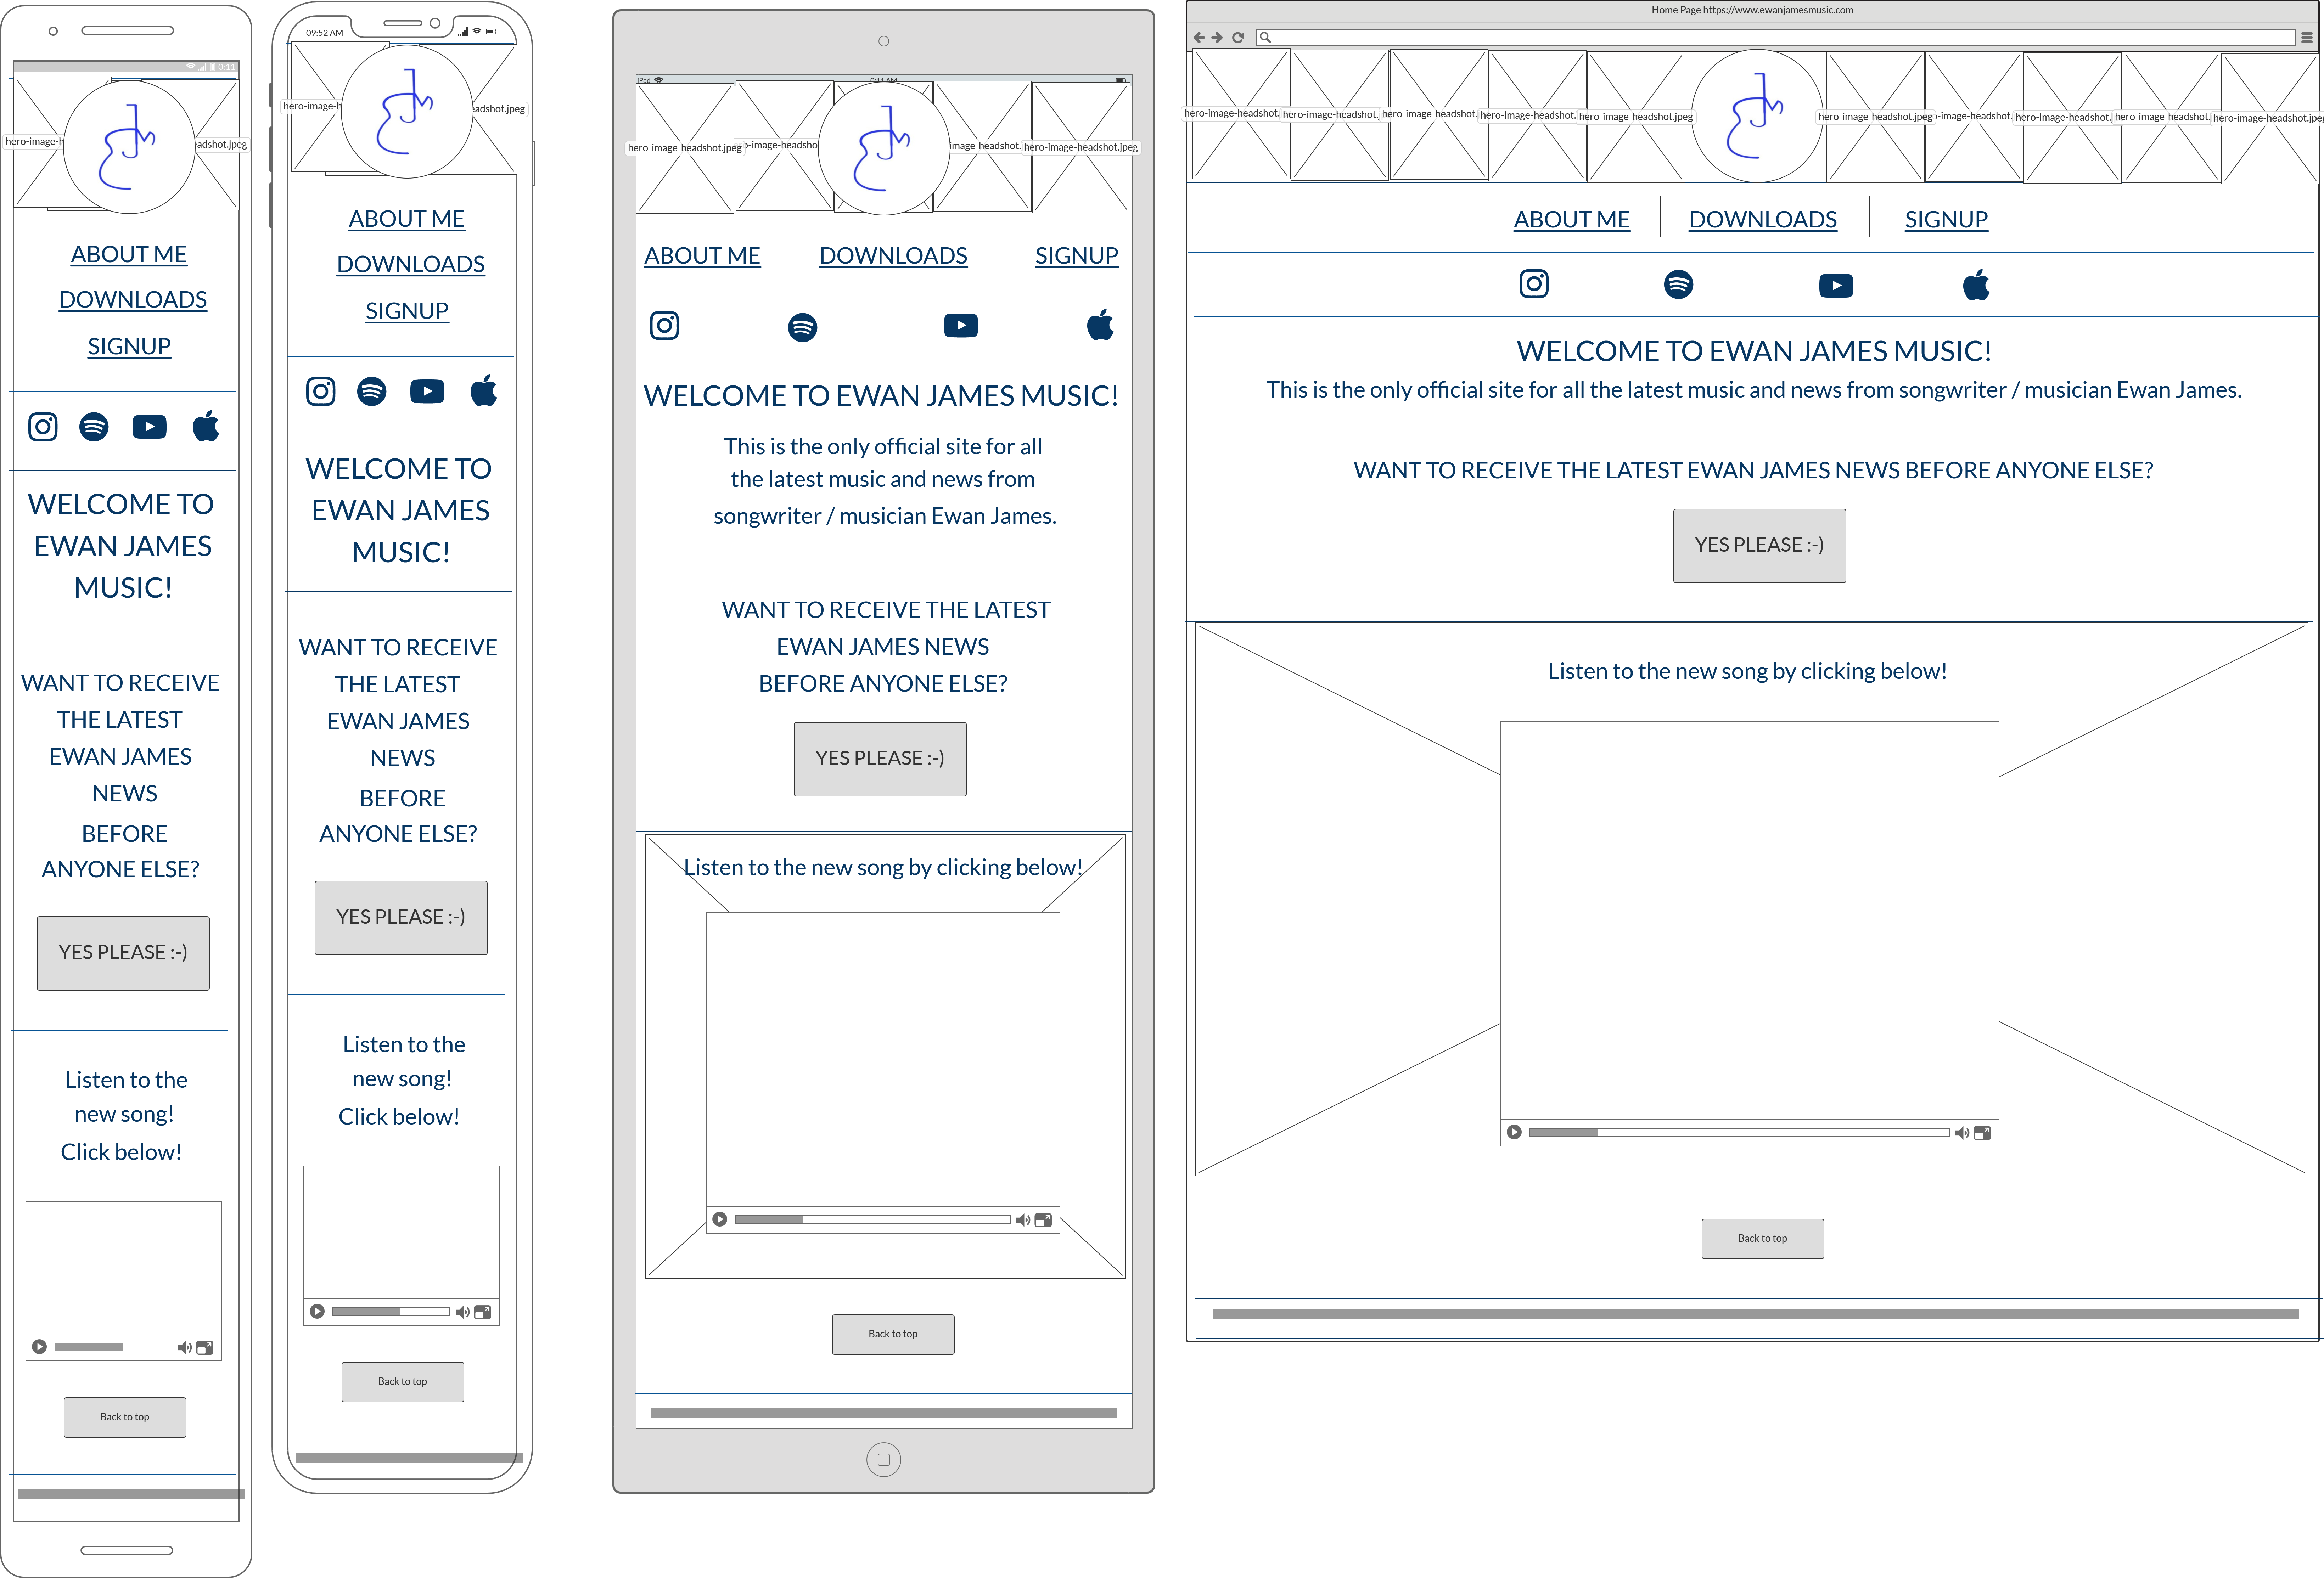 0:11
hero-image-h
eadshot.jpeg
ABOUT ME
DOWNLOADS
SIGNUP
WELCOME TO
EWAN JAMES
MUSIC!
WANT TO RECEIVE
THE LATEST
EWAN JAMES
NEWS
BEFORE
ANYONE ELSE?
YES PLEASE :-)
Listen to the
new song!
Click below!
Back to top
09:52 AM
hero-image-h
eadshot.jpeg
ABOUT ME
DOWNLOADS
SIGNUP
WELCOME TO
EWAN JAMES
MUSIC!
WANT TO RECEIVE
THE LATEST
EWAN JAMES
NEWS
BEFORE
ANYONE ELSE?
YES PLEASE :-)
Listen to the
new song!
Click below!
Back to top
iPad 0:11 AM
hero-image-headshot.jpeg o-image-headsho image-headshot. hero-image-headshot.jpeg
ABOUT ME DOWNLOADS SIGNUP
WELCOME TO EWAN JAMES MUSIC!
This is the only official site for all
the latest music and news from
songwriter / musician Ewan James.
WANT TO RECEIVE THE LATEST
EWAN JAMES NEWS
BEFORE ANYONE ELSE?
YES PLEASE :-)
Listen to the new song by clicking below!
Back to top
Home Page https://www.ewanjamesmusic.com
hero-image-headshot. hero-image-headshot. hero-image-headshot. hero-image-headshot. hero-image-headshot.jpeg hero-image-headshot.jpeg -image-headshot. hero-image-headshot. hero-image-headshot. hero-image-headshot.jpeg
ABOUT ME DOWNLOADS SIGNUP
WELCOME TO EWAN JAMES MUSIC!
This is the only official site for all the latest music and news from songwriter / musician Ewan James.
WANT TO RECEIVE THE LATEST EWAN JAMES NEWS BEFORE ANYONE ELSE?
YES PLEASE :-)
Listen to the new song by clicking below!
Back to top